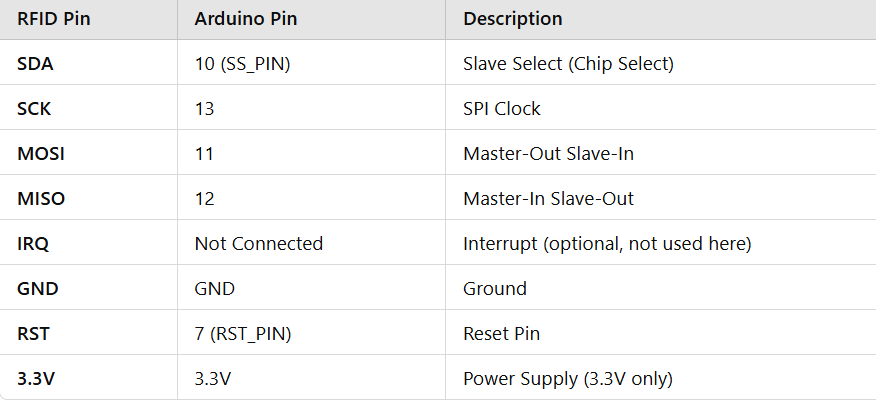 RFID Pin Arduino Pin Description
SDA 10 (SS_PIN) Slave Select (Chip Select)
SCK 13 SPI Clock
MOSI 11 Master-Out Slave-In
MISO 12 Master-In Slave-Out
IRQ Not Connected Interrupt (optional, not used here)
GND GND Ground
RST 7 (RST_PIN) Reset Pin
3.3V 3.3V Power Supply (3.3V only)